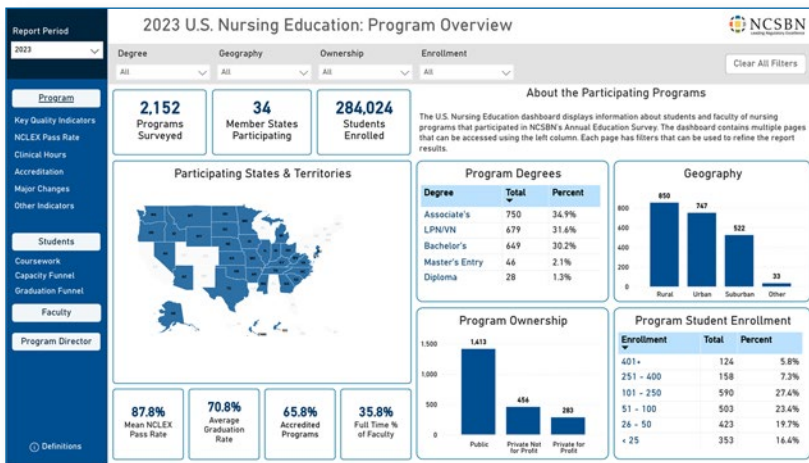 Report Period
2023
2023 U.S. Nursing Education: Program Overview
NCSBN
Leading Regulatory Excellence
Degree
All
Geography
All
Ownership
All
Enrollment
All
Clear All Filters
Program
Key Quality Indicators
NCLEX Pass Rate
Clinical Hours
Accreditation
Major Changes
Other Indicators
Students
Coursework
Capacity Funnel
Graduation Funnel
Faculty
Program Director
Definitions
2,152
Programs
Surveyed
34
Member States
Participating
284,024
Students
Enrolled
About the Participating Programs
The U.S. Nursing Education dashboard displays information about students and faculty of nursing
programs that participated in NCSBN's Annual Education Survey. The dashboard contains multiple pages
that can be accessed using the left column. Each page has filters that can be used to refine the report
results.
Participating States & Territories
Program Degrees
Degree Total Percent
Associate's 750 34.9%
LPN/VN 679 31.6%
Bachelor's 649 30.2%
Master's Entry 46 2.1%
Diploma 28 1.3%
Geography
850
747
522
33
800
600
400
200
0
Rural Urban Suburban Other
Program Ownership
1,413
456
283
1,500
1,000
500
0
Public
Private Not
for Profit
Private for
Profit
Program Student Enrollment
Enrollment Total Percent
401+ 124 5.8%
251 - 400 158 7.3%
101 - 250 590 27.4%
51 - 100 503 23.4%
26 - 50 423 19.7%
< 25 353 16.4%
87.8%
Mean NCLEX
Pass Rate
70.8%
Average
Graduation
Rate
65.8%
Accredited
Programs
35.8%
Full Time %
of Faculty